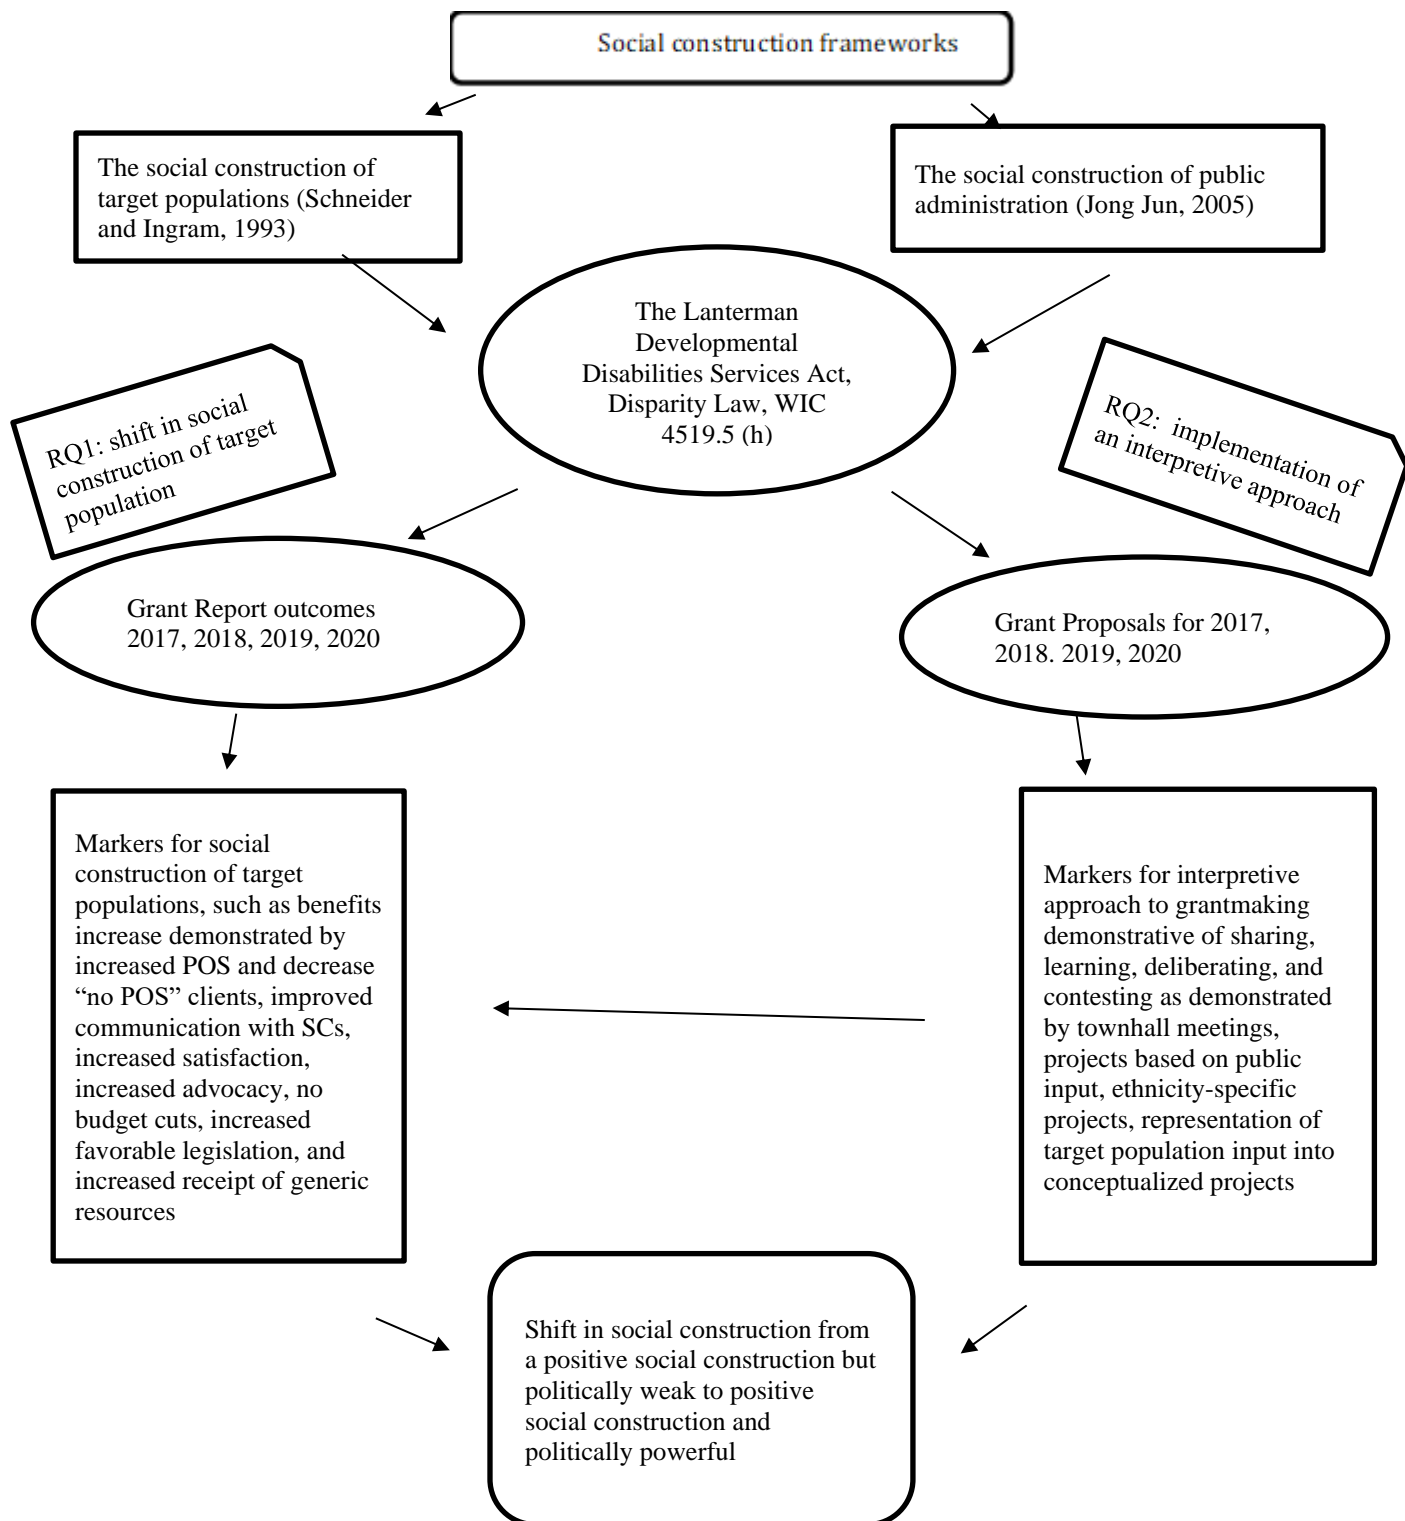 Social construction frameworks
The social construction of
target populations (Schneider
and Ingram, 1993)
The social construction of public
administration (Jong Jun, 2005)
The Lanterman
Developmental
Disabilities Services Act,
Disparity Law, WIC
4519.5 (h)
RQ1: shift in social
construction of target
population
RQ2:  implementation of
an interpretive approach
Grant Report outcomes
2017, 2018, 2019, 2020
Grant Proposals for 2017,
2018. 2019, 2020
Markers for social
construction of target
populations, such as benefits
increase demonstrated by
increased POS and decrease
“no POS” clients, improved
communication with SCs,
increased satisfaction,
increased advocacy, no
budget cuts, increased
favorable legislation, and
increased receipt of generic
resources
Markers for interpretive
approach to grantmaking
demonstrative of sharing,
learning, deliberating, and
contesting as demonstrated
by townhall meetings,
projects based on public
input, ethnicity-specific
projects, representation of
target population input into
conceptualized projects
Shift in social construction from
a positive social construction but
politically weak to positive
social construction and
politically powerful